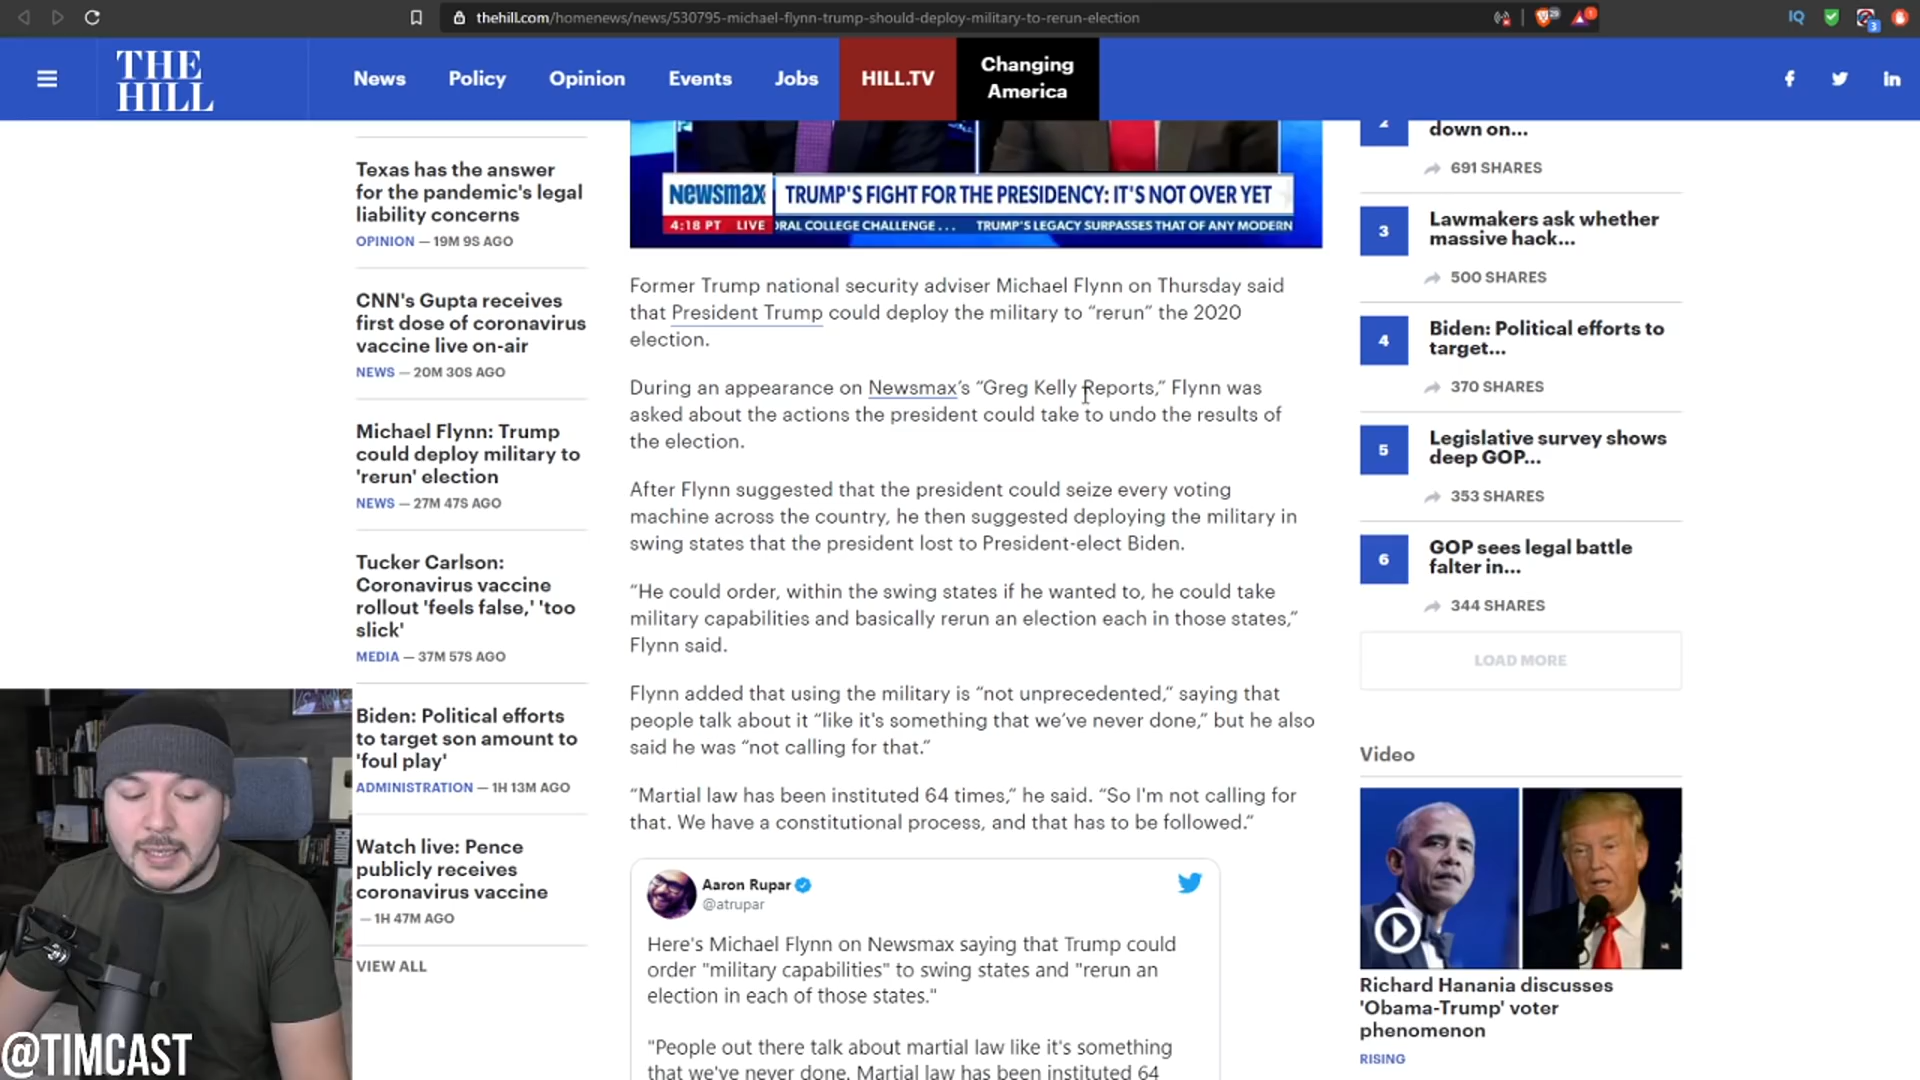 thehill.com/homenews/news/530795-michael-flynn-trump-should-deploy-military-to-rerun-election
IQ
3
THE
HILL
News
Policy
Opinion
Events
Jobs
HILL.TV
Changing
America
Texas has the answer
for the pandemic's legal
liability concerns
OPINION — 19M 9S AGO
CNN's Gupta receives
first dose of coronavirus
vaccine live on-air
NEWS — 20M 30S AGO
Michael Flynn: Trump
could deploy military to
'rerun' election
NEWS — 27M 47S AGO
Tucker Carlson:
Coronavirus vaccine
rollout 'feels false,' 'too
slick'
MEDIA — 37M 57S AGO
Biden: Political efforts
to target son amount to
'foul play'
ADMINISTRATION — 1H 13M AGO
Watch live: Pence
publicly receives
coronavirus vaccine
— 1H 47M AGO
VIEW ALL
@TIMCAST
Newsmax
TRUMP'S FIGHT FOR THE PRESIDENCY: IT'S NOT OVER YET
4:18 PT LIVE
ORAL COLLEGE CHALLENGE . . . TRUMP'S LEGACY SURPASSES THAT OF ANY MODERN
Former Trump national security adviser Michael Flynn on Thursday said
that President Trump could deploy the military to “rerun” the 2020
election.
During an appearance on Newsmax’s “Greg Kelly Reports,” Flynn was
asked about the actions the president could take to undo the results of
the election.
After Flynn suggested that the president could seize every voting
machine across the country, he then suggested deploying the military in
swing states that the president lost to President-elect Biden.
“He could order, within the swing states if he wanted to, he could take
military capabilities and basically rerun an election each in those states,”
Flynn said.
Flynn added that using the military is “not unprecedented,” saying that
people talk about it “like it's something that we’ve never done,” but he also
said he was “not calling for that.”
“Martial law has been instituted 64 times,” he said. “So I'm not calling for
that. We have a constitutional process, and that has to be followed.”
Aaron Rupar
@atrupar
Here's Michael Flynn on Newsmax saying that Trump could
order "military capabilities" to swing states and "rerun an
election in each of those states."
"People out there talk about martial law like it's something
that we've never done. Martial law has been instituted 64
2
down on...
691 SHARES
3
Lawmakers ask whether
massive hack...
500 SHARES
4
Biden: Political efforts to
target...
370 SHARES
5
Legislative survey shows
deep GOP...
353 SHARES
6
GOP sees legal battle
falter in...
344 SHARES
LOAD MORE
Video
Richard Hanania discusses
'Obama-Trump' voter
phenomenon
RISING